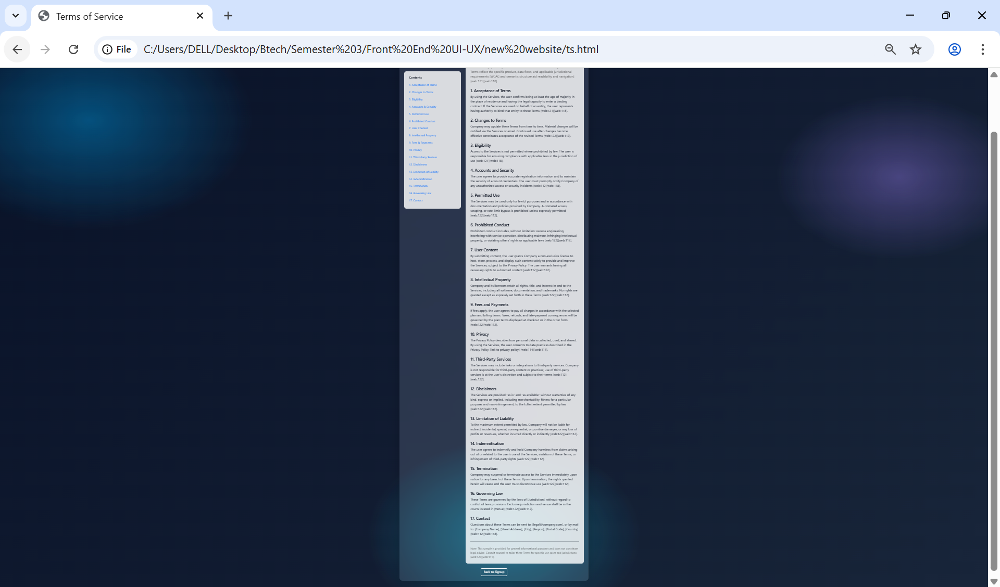 Terms of Service
File
C:/Users/DELL/Desktop/Btech/Semester%203/Front%20End%20UI-UX/new%20website/ts.html
Contents
1. Acceptance of Terms
2. Changes to Terms
3. Eligibility
4. Accounts & Security
5. Permitted Use
6. Prohibited Conduct
7. User Content
8. Intellectual Property
9. Fees & Payments
10. Privacy
11. Third-Party Services
12. Disclaimers
13. Limitation of Liability
14. Indemnification
15. Termination
16. Governing Law
17. Contact
Terms reflect the specific product, data flows, and applicable jurisdictional
requirements [WCAG and semantic structure aid readability and navigation]
[web:121][web:118].
1. Acceptance of Terms
By using the Services, the user confirms being at least the age of majority in
the place of residence and having the legal capacity to enter a binding
contract. If the Services are used on behalf of an entity, the user represents
having authority to bind that entity to these Terms [web:121][web:118].
2. Changes to Terms
Company may update these Terms from time to time. Material changes will be
notified via the Services or email. Continued use after changes become
effective constitutes acceptance of the revised Terms [web:122][web:112].
3. Eligibility
Access to the Services is not permitted where prohibited by law. The user is
responsible for ensuring compliance with applicable laws in the jurisdiction of
use [web:121][web:118].
4. Accounts and Security
The user agrees to provide accurate registration information and to maintain
the security of account credentials. The user must promptly notify Company of
any unauthorized access or security incidents [web:112][web:118].
5. Permitted Use
The Services may be used only for lawful purposes and in accordance with
documentation and policies provided by Company. Automated access,
scraping, or rate-limit bypass is prohibited unless expressly permitted
[web:122][web:112].
6. Prohibited Conduct
Prohibited conduct includes, without limitation: reverse engineering,
interfering with service operation, distributing malware, infringing intellectual
property, or violating others' rights or applicable laws [web:122][web:112].
7. User Content
By submitting content, the user grants Company a non-exclusive license to
host, store, process, and display such content solely to provide and improve
the Services, subject to the Privacy Policy. The user warrants having all
necessary rights to submitted content [web:112][web:122].
8. Intellectual Property
Company and its licensors retain all rights, title, and interest in and to the
Services, including all software, documentation, and trademarks. No rights are
granted except as expressly set forth in these Terms [web:122][web:112].
9. Fees and Payments
If fees apply, the user agrees to pay all charges in accordance with the selected
plan and billing terms. Taxes, refunds, and late-payment consequences will be
governed by the plan terms displayed at checkout or in the order form
[web:122][web:112].
10. Privacy
The Privacy Policy describes how personal data is collected, used, and shared.
By using the Services, the user consents to data practices described in the
Privacy Policy [link to privacy policy] [web:114][web:117].
11. Third-Party Services
The Services may include links or integrations to third-party services. Company
is not responsible for third-party content or practices; use of third-party
services is at the user's discretion and subject to their terms [web:112]
[web:122].
12. Disclaimers
The Services are provided "as is" and "as available" without warranties of any
kind, express or implied, including merchantability, fitness for a particular
purpose, and non-infringement, to the fullest extent permitted by law
[web:122][web:112].
13. Limitation of Liability
To the maximum extent permitted by law, Company will not be liable for
indirect, incidental, special, consequential, or punitive damages, or any loss of
profits or revenues, whether incurred directly or indirectly [web:122][web:112].
14. Indemnification
The user agrees to indemnify and hold Company harmless from claims arising
out of or related to the user's use of the Services, violation of these Terms, or
infringement of third-party rights [web:122][web:112].
15. Termination
Company may suspend or terminate access to the Services immediately upon
notice for any breach of these Terms. Upon termination, the rights granted
herein will cease and the user must discontinue use [web:122][web:112].
16. Governing Law
These Terms are governed by the laws of [Jurisdiction], without regard to
conflict of laws provisions. Exclusive jurisdiction and venue shall be in the
courts located in [Venue] [web:122][web:112].
17. Contact
Questions about these Terms can be sent to: [legal@company.com], or by mail
to: [Company Name], [Street Address], [City], [Region], [Postal Code], [Country]
[web:112][web:118].
Note: This sample is provided for general informational purposes and does not constitute
legal advice. Consult counsel to tailor these Terms for specific use cases and jurisdictions
[web:125][web:111].
Back to Signup